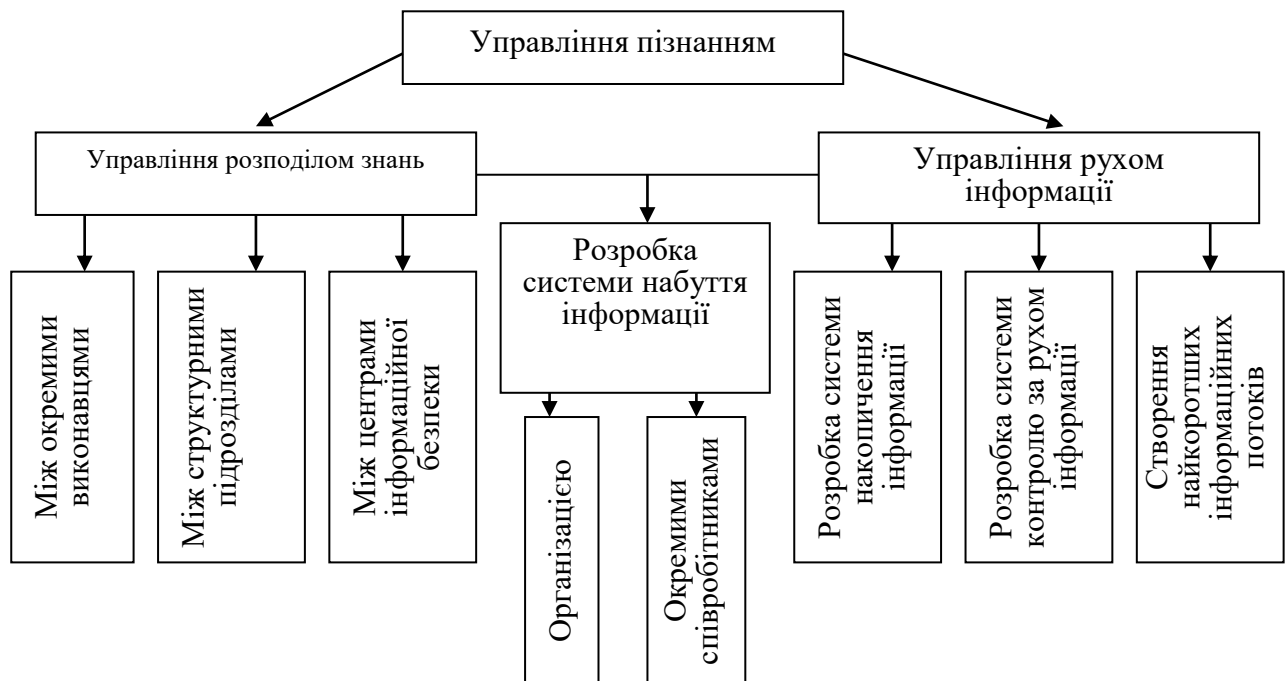 Управління пізнанням
Управління розподілом знань
Управління рухом
інформації
Розробка
системи набуття
інформації
Між окремими
виконавцями
Між структурними
підрозділами
Між центрами
інформаційної
безпеки
Організацією
Окремими
співробітниками
Розробка системи
накопичення
інформації
Розробка системи
контролю за рухом
інформації
Створення
найкоротших
інформаційних
потоків